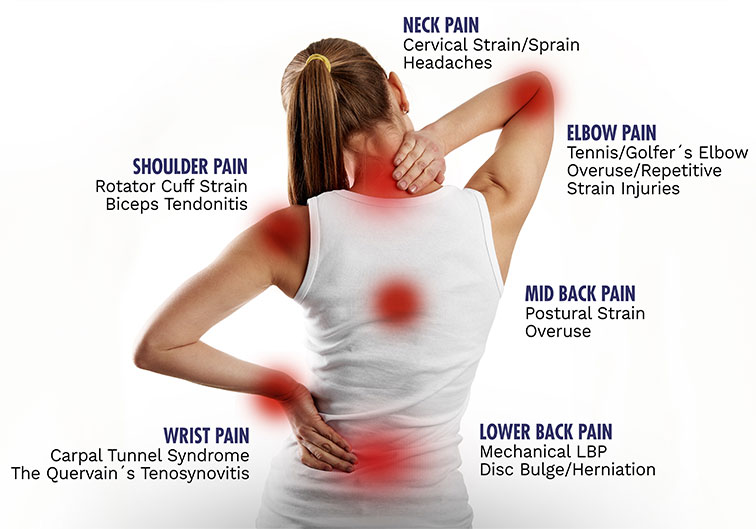 NECK PAIN
Cervical Strain/Sprain
Headaches
ELBOW PAIN
Tennis/Golfer´s Elbow
Overuse/Repetitive
Strain Injuries
SHOULDER PAIN
Rotator Cuff Strain
Biceps Tendonitis
MID BACK PAIN
Postural Strain
Overuse
WRIST PAIN
Carpal Tunnel Syndrome
The Quervain´s Tenosynovitis
LOWER BACK PAIN
Mechanical LBP
Disc Bulge/Herniation